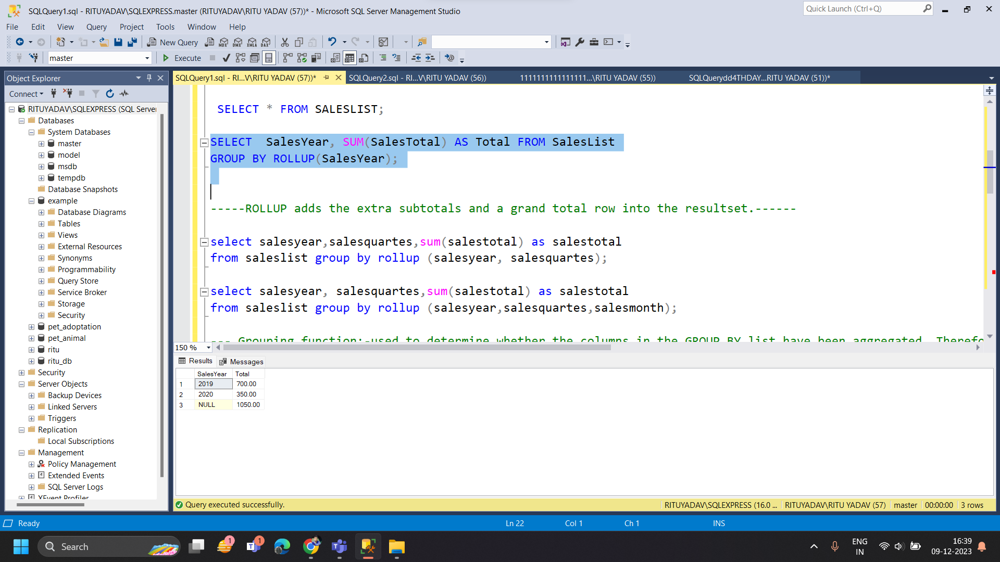 SQLQuery1.sql - RITUYADAV\SQLEXPRESS.master (RITUYADAV\RITU YADAV (57))* - Microsoft SQL Server Management Studio
Quick Launch (Ctrl+Q)
File Edit View Query Project Tools Window Help
New Query
MDX DMX XMLA DAX
master
Execute
Object Explorer
SQLQuery1.sql - RI...V\RITU YADAV (57))*
SQLQuery2.sql - RI...V\RITU YADAV (56))
1111111111111111...\RITU YADAV (55))
SQLQuerydd4THDAY...RITU YADAV (51))*
Connect
RITUYADAV\SQLEXPRESS (SQL Server
Databases
System Databases
master
model
msdb
tempdb
Database Snapshots
example
Database Diagrams
Tables
Views
External Resources
Synonyms
Programmability
Query Store
Service Broker
Storage
Security
pet_adoptation
pet_animal
ritu
ritu_db
Security
Server Objects
Backup Devices
Linked Servers
Triggers
Replication
Local Subscriptions
Management
Policy Management
Extended Events
SQL Server Logs
XEvent Profiler
SELECT * FROM SALESLIST;
SELECT  SalesYear, SUM(SalesTotal) AS Total FROM SalesList
GROUP BY ROLLUP(SalesYear);
-----ROLLUP adds the extra subtotals and a grand total row into the resultset.------
select salesyear,salesquartes,sum(salestotal) as salestotal
from saleslist group by rollup (salesyear, salesquartes);
select salesyear, salesquartes,sum(salestotal) as salestotal
from saleslist group by rollup (salesyear,salesquartes,salesmonth);
--- Grouping function:-used to determine whether the columns in the GROUP BY list have been aggregated. Therefo
150 %
Results Messages
SalesYear Total
1 2019 700.00
2 2020 350.00
3 NULL 1050.00
Query executed successfully.
RITUYADAV\SQLEXPRESS (16.0 ... RITUYADAV\RITU YADAV (57) master 00:00:00 3 rows
Ready
Ln 22 Col 1 Ch 1 INS
Search
1
1
ENG
IN
16:39
09-12-2023